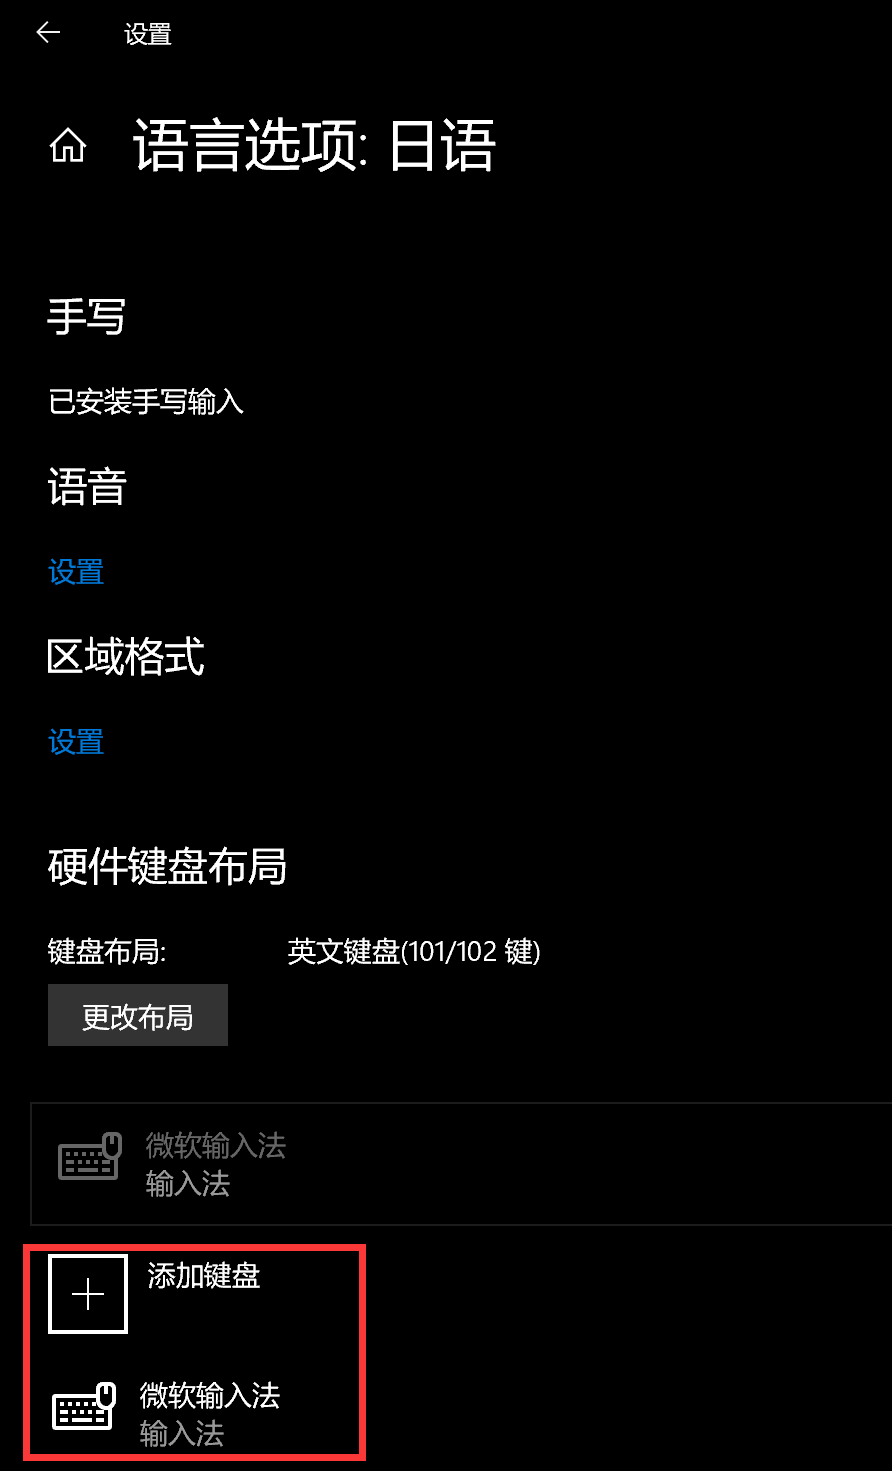 设置
语言选项: 日语
手写
已安装手写输入
语音
设置
区域格式
设置
硬件键盘布局
键盘布局: 英文键盘(101/102 键)
更改布局
微软输入法
输入法
添加键盘
微软输入法
输入法